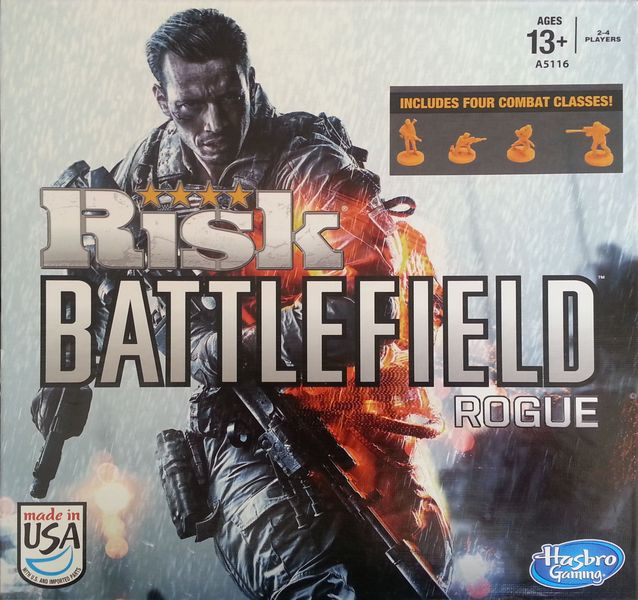 AGES
13+
A5116
2-4
PLAYERS
INCLUDES FOUR COMBAT CLASSES!
RISK
BATTLEFIELD™
ROGUE
made in
USA
WITH U.S. AND IMPORTED PARTS
Hasbro
Gaming